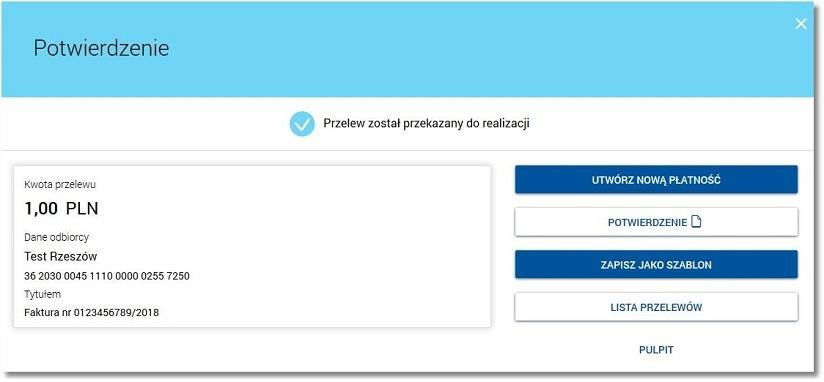 Potwierdzenie
Przelew został przekazany do realizacji
Kwota przelewu
1,00 PLN
Dane odbiorcy
Test Rzeszów
36 2030 0045 1110 0000 0255 7250
Tytułem
Faktura nr 0123456789/2018
UTWÓRZ NOWĄ PŁATNOŚĆ
POTWIERDZENIE
ZAPISZ JAKO SZABLON
LISTA PRZELEWÓW
PULPIT